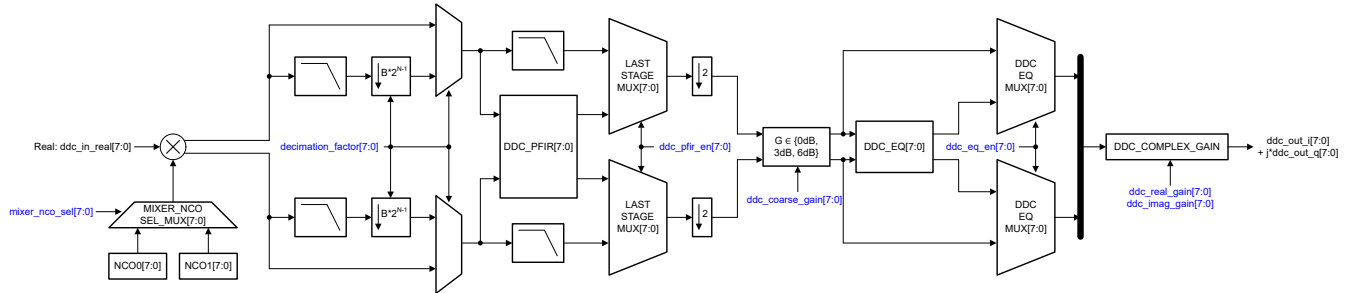 Real: ddc_in_real[7:0]
mixer_nco_sel[7:0]
MIXER_NCO
SEL_MUX[7:0]
NCO0[7:0]
NCO1[7:0]
B*2^{N-1}
decimation_factor[7:0]
B*2^{N-1}
DDC_PFIR[7:0]
LAST
STAGE
MUX[7:0]
ddc_pfir_en[7:0]
LAST
STAGE
MUX[7:0]
2
2
G ∈ {0dB,
3dB, 6dB}
ddc_coarse_gain[7:0]
DDC_EQ[7:0]
DDC
EQ
MUX[7:0]
ddc_eq_en[7:0]
DDC
EQ
MUX[7:0]
DDC_COMPLEX_GAIN
ddc_real_gain[7:0]
ddc_imag_gain[7:0]
ddc_out_i[7:0]
+ j*ddc_out_q[7:0]